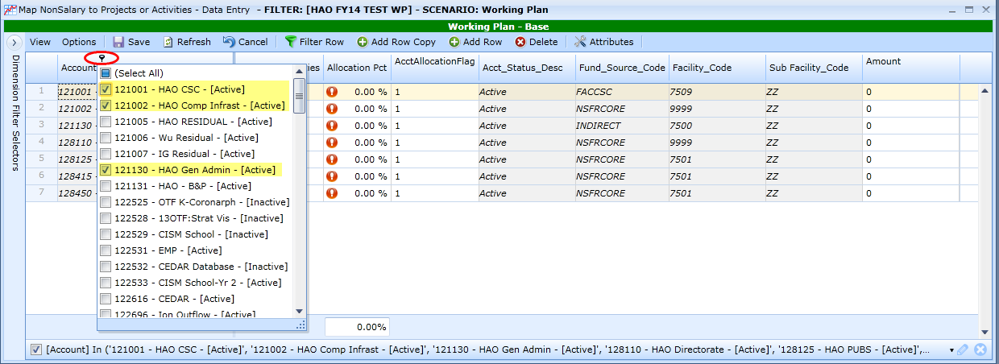 Map NonSalary to Projects or Activities - Data Entry - FILTER: [HAO FY14 TEST WP] - SCENARIO: Working Plan
Working Plan - Base
View Options Save Refresh Cancel Filter Row Add Row Copy Add Row Delete Attributes
Dimension Filter Selectors
Account ies Allocation Pct AcctAllocationFlag Acct_Status_Desc Fund_Source_Code Facility_Code Sub Facility_Code Amount
1 121001 - 0.00 % 1 Active FACCSC 7509 ZZ 0
2 121002 - 0.00 % 1 Active NSFRCORE 9999 ZZ 0
3 121130 - 0.00 % 1 Active INDIRECT 7500 ZZ 0
4 128110 - 0.00 % 1 Active NSFRCORE 9999 ZZ 0
5 128125 - 0.00 % 1 Active NSFRCORE 7501 ZZ 0
6 128415 - 0.00 % 1 Active NSFRCORE 7501 ZZ 0
7 128450 - 0.00 % 1 Active NSFRCORE 7501 ZZ 0
(Select All)
121001 - HAO CSC - [Active]
121002 - HAO Comp Infrast - [Active]
121005 - HAO RESIDUAL - [Active]
121006 - Wu Residual - [Active]
121007 - IG Residual - [Active]
121130 - HAO Gen Admin - [Active]
121131 - HAO - B&P - [Active]
122525 - OTF K-Coronarph - [Inactive]
122528 - 13OTF:Strat Vis - [Inactive]
122529 - CISM School - [Inactive]
122531 - EMP - [Active]
122532 - CEDAR Database - [Inactive]
122533 - CISM School-Yr 2 - [Active]
122616 - CEDAR - [Active]
122696 - Ion Outflow - [Active]
0.00%
[Account] In ('121001 - HAO CSC - [Active]', '121002 - HAO Comp Infrast - [Active]', '121130 - HAO Gen Admin - [Active]', '128110 - HAO Directorate - [Active]', '128125 - HAO PUBS - [Active]',...